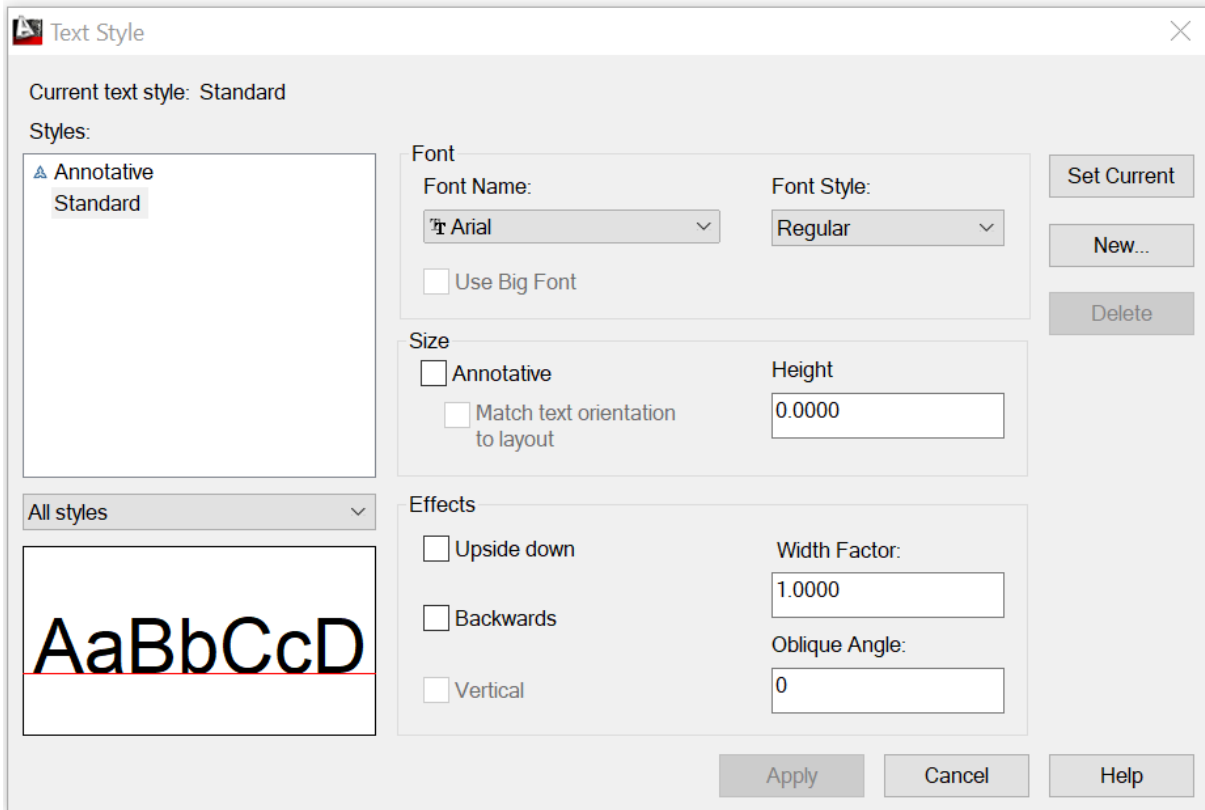 Text Style
Current text style: Standard
Styles:
Annotative
Standard
All styles
AaBbCcD
Font
Font Name:
Font Style:
Arial
Regular
Use Big Font
Size
Annotative
Match text orientation
to layout
Height
0.0000
Effects
Upside down
Backwards
Vertical
Width Factor:
1.0000
Oblique Angle:
0
Set Current
New...
Delete
Apply
Cancel
Help